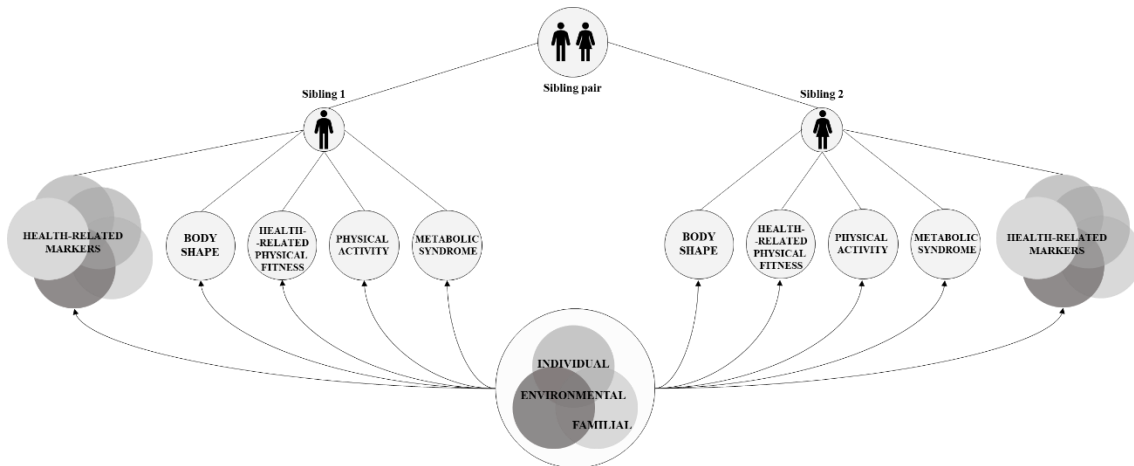 Sibling pair
Sibling 1
Sibling 2
HEALTH-RELATED
MARKERS
BODY
SHAPE
HEALTH-
-RELATED
PHYSICAL
FITNESS
PHYSICAL
ACTIVITY
METABOLIC
SYNDROME
BODY
SHAPE
HEALTH-
-RELATED
PHYSICAL
FITNESS
PHYSICAL
ACTIVITY
METABOLIC
SYNDROME
HEALTH-RELATED
MARKERS
INDIVIDUAL
ENVIRONMENTAL
FAMILIAL